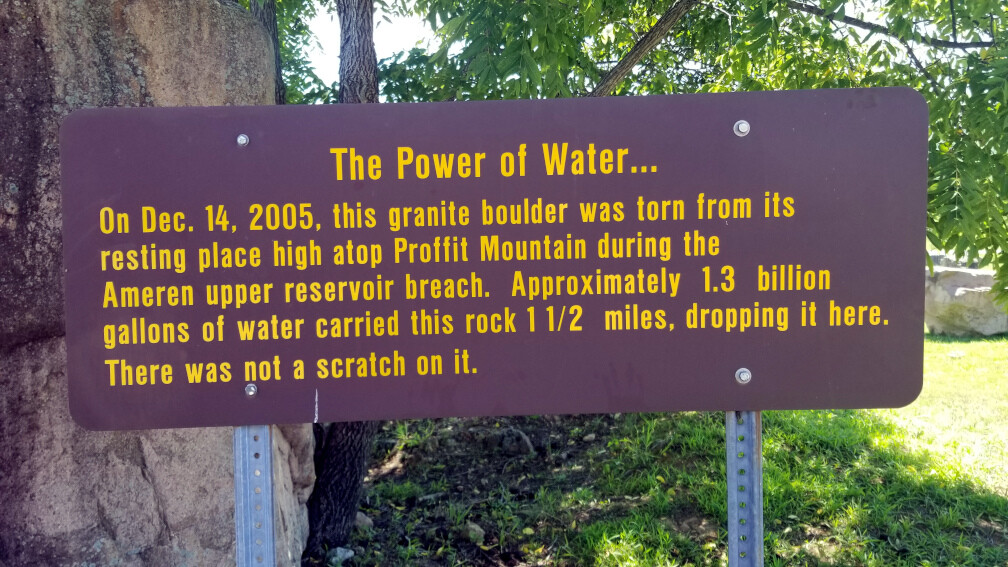 The Power of Water...
On Dec. 14, 2005, this granite boulder was torn from its
resting place high atop Proffit Mountain during the
Ameren upper reservoir breach. Approximately 1.3 billion
gallons of water carried this rock 1 1/2 miles, dropping it here.
There was not a scratch on it.